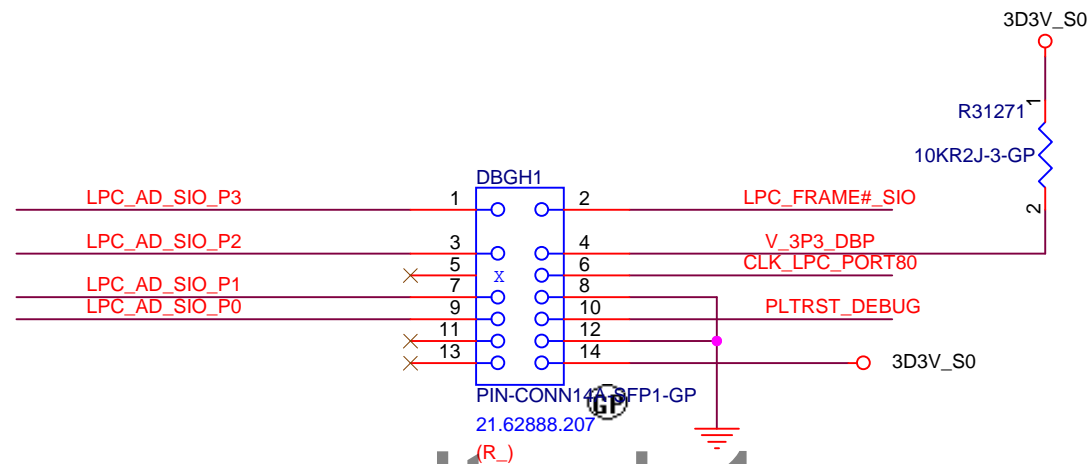 3D3V_S0
R31271
1
10KR2J-3-GP
DBGH1
LPC_AD_SIO_P3 1 2 LPC_FRAME#_SIO
2
LPC_AD_SIO_P2 3 4 V_3P3_DBP
5 X 6 CLK_LPC_PORT80
LPC_AD_SIO_P1 7 8
LPC_AD_SIO_P0 9 10 PLTRST_DEBUG
11 12
13 14 3D3V_S0
PIN-CONN14A-SFP1-GP
GP
21.62888.207
(R_)